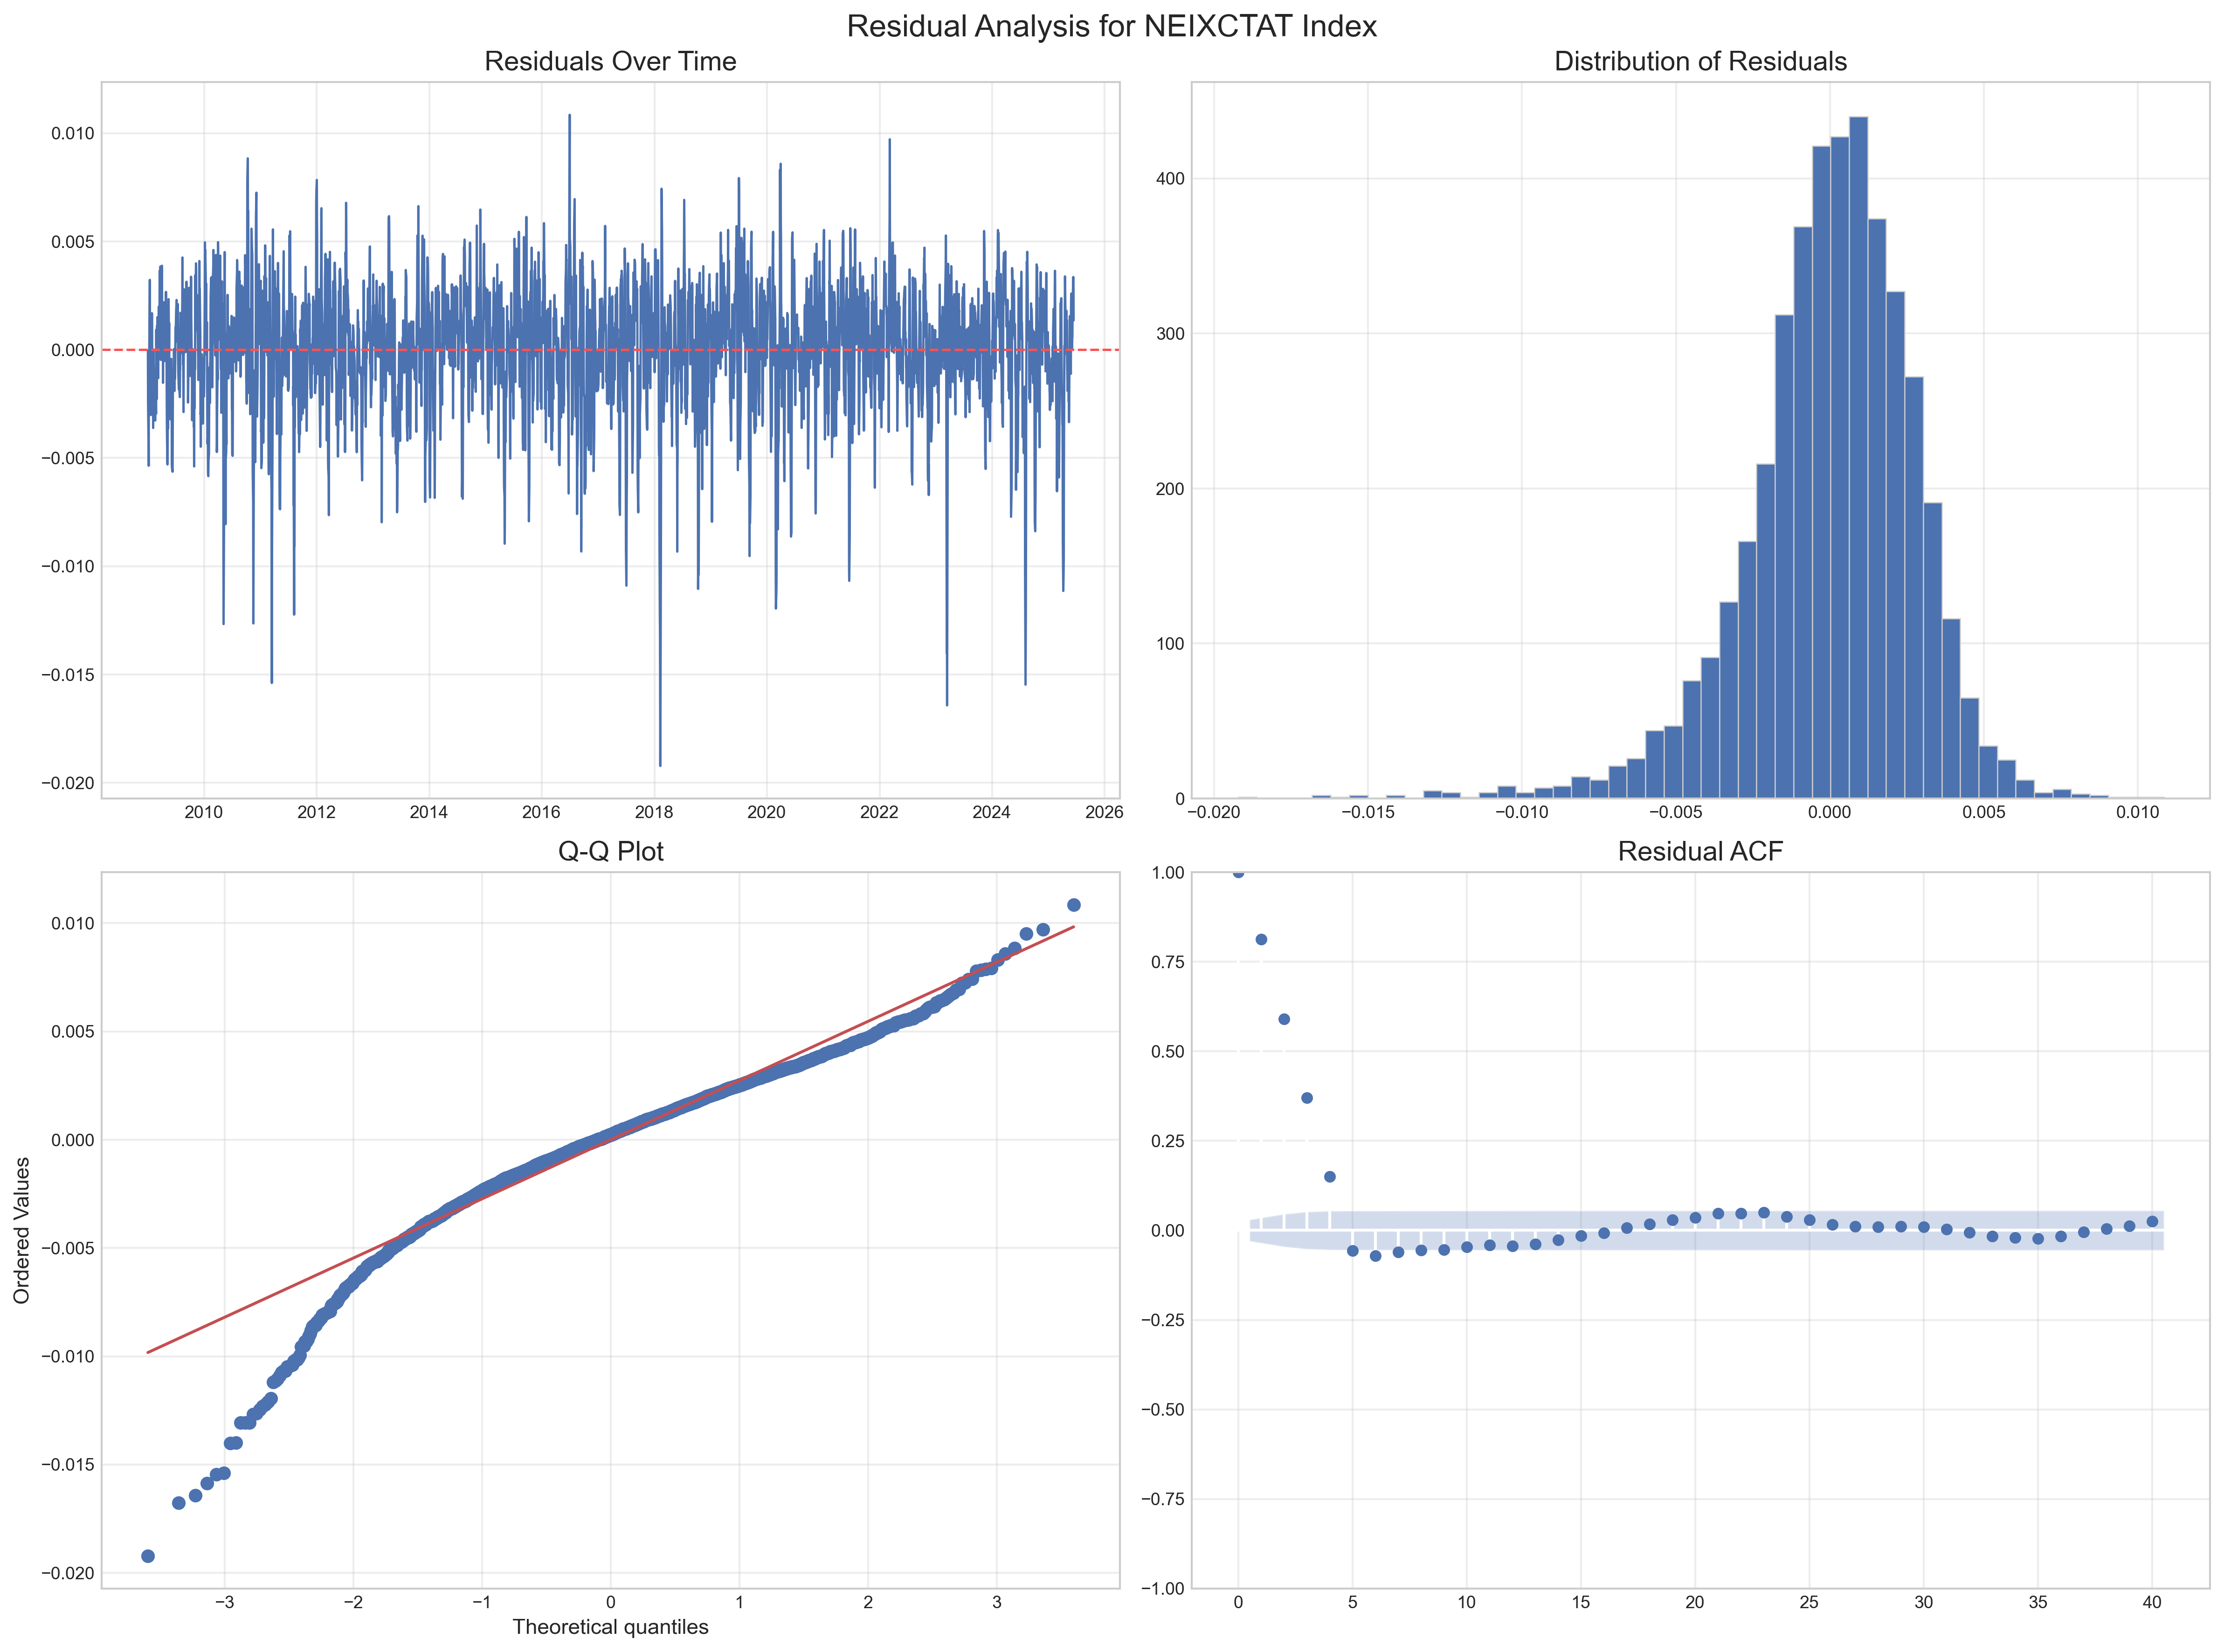 Residual Analysis for NEIXCTAT Index
Residuals Over Time
0.010
0.005
0.000
−0.005
−0.010
−0.015
−0.020
2010 2012 2014 2016 2018 2020 2022 2024 2026
Distribution of Residuals
400
300
200
100
0
−0.020 −0.015 −0.010 −0.005 0.000 0.005 0.010
Q-Q Plot
Ordered Values
0.010
0.005
0.000
−0.005
−0.010
−0.015
−0.020
−3 −2 −1 0 1 2 3
Theoretical quantiles
Residual ACF
1.00
0.75
0.50
0.25
0.00
−0.25
−0.50
−0.75
−1.00
0 5 10 15 20 25 30 35 40